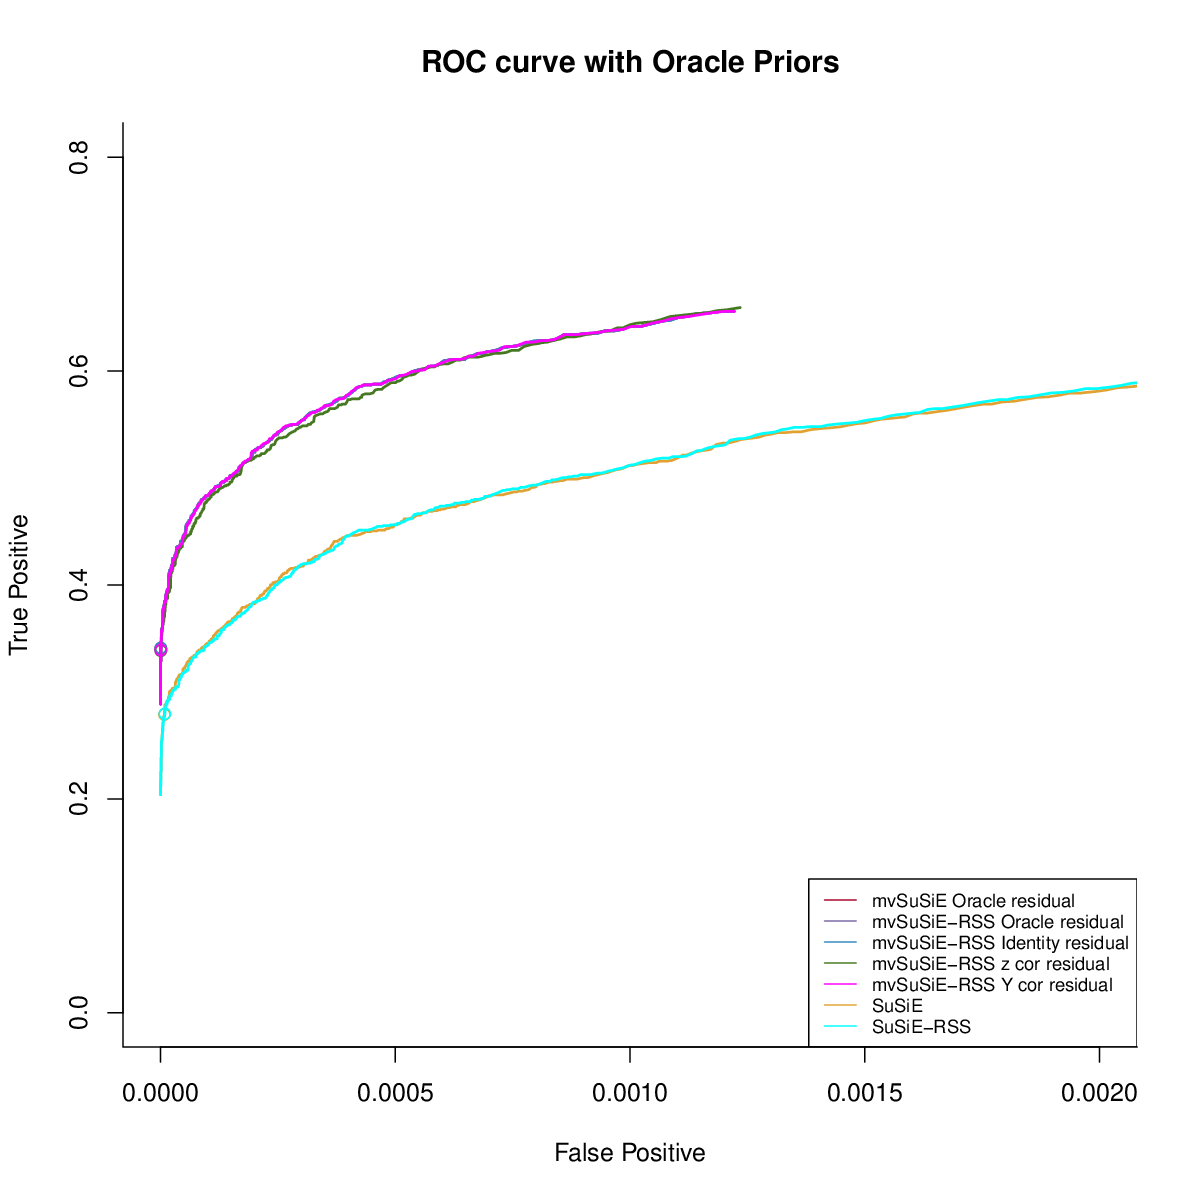 ROC curve with Oracle Priors
0.8
0.6
0.4
0.2
0.0
True Positive
mvSuSiE Oracle residual
mvSuSiE−RSS Oracle residual
mvSuSiE−RSS Identity residual
mvSuSiE−RSS z cor residual
mvSuSiE−RSS Y cor residual
SuSiE
SuSiE−RSS
0.0000 0.0005 0.0010 0.0015 0.0020
False Positive